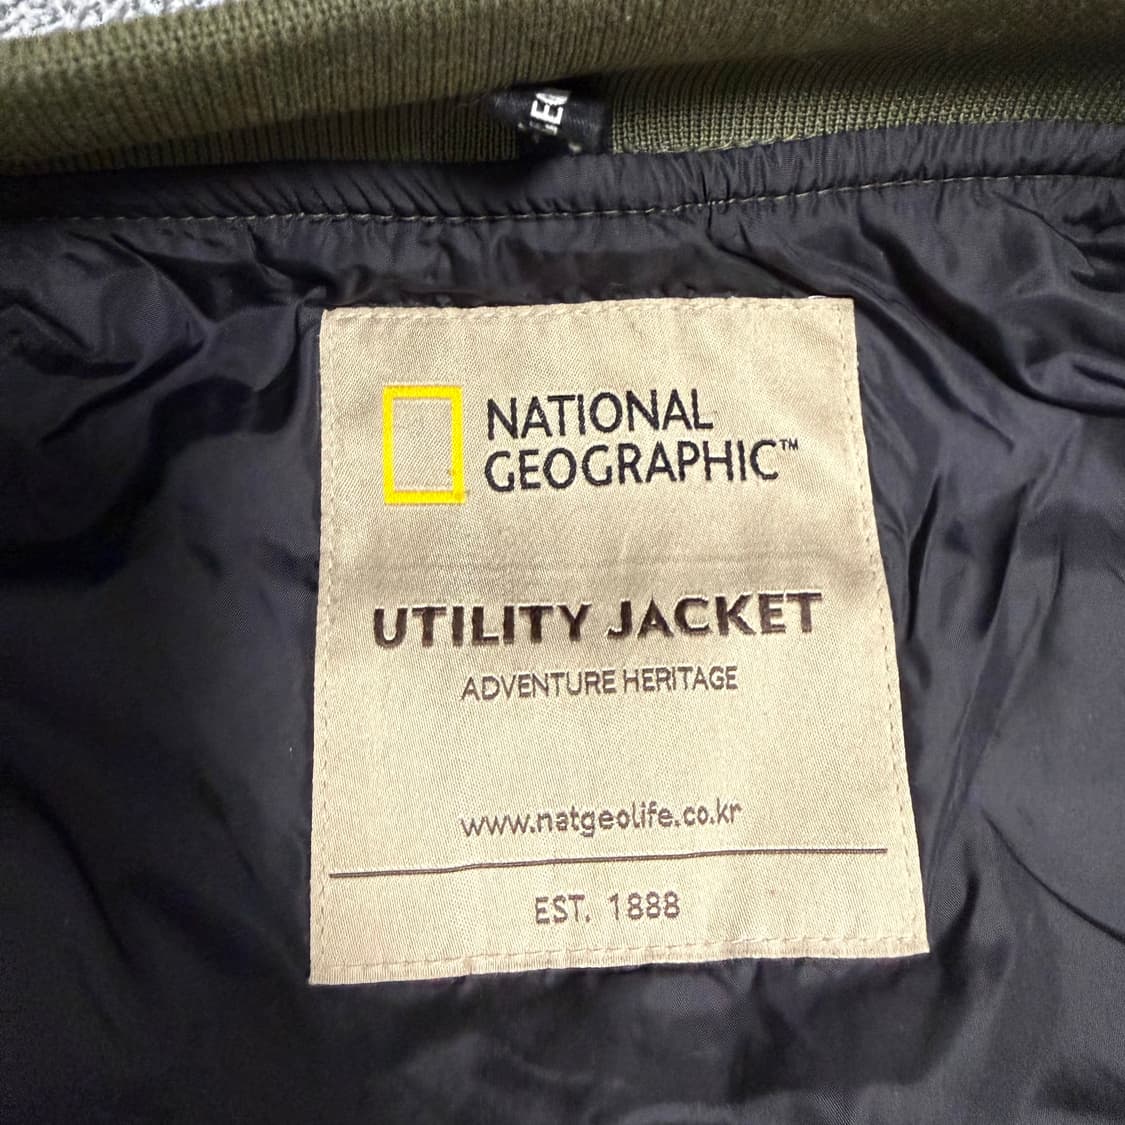 NATIONAL
GEOGRAPHIC™
UTILITY JACKET
ADVENTURE HERITAGE
www.natgeolife.co.kr
EST. 1888